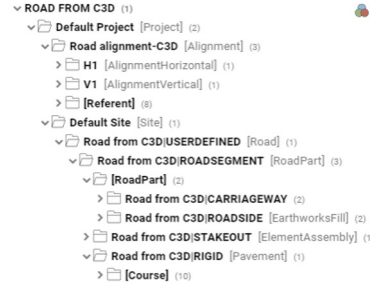 ROAD FROM C3D (1)
Default Project [Project] (2)
Road alignment-C3D [Alignment] (3)
H1 [AlignmentHorizontal] (1)
V1 [AlignmentVertical] (1)
[Referent] (8)
Default Site [Site] (1)
Road from C3D|USERDEFINED [Road] (1)
Road from C3D|ROADSEGMENT [RoadPart] (3)
[RoadPart] (2)
Road from C3D|CARRIAGEWAY (2)
Road from C3D|ROADSIDE [EarthworksFill] (2)
Road from C3D|STAKEOUT [ElementAssembly] (1
Road from C3D|RIGID [Pavement] (1)
[Course] (10)